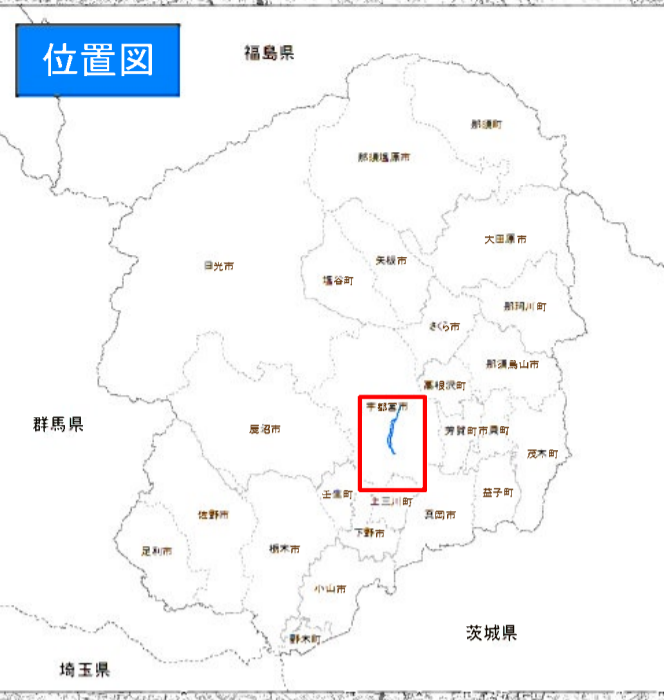 位置図
福島県
那須町
那須塩原市
大田原市
矢板市
日光市
塩谷町
那珂川町
さくら市
那須烏山市
高根沢町
宇都宮市
群馬県
鹿沼市
芳賀町
市貝町
茂木町
壬生町
上三川町
益子町
佐野市
真岡市
下野市
足利市
栃木市
小山市
野木町
茨城県
埼玉県